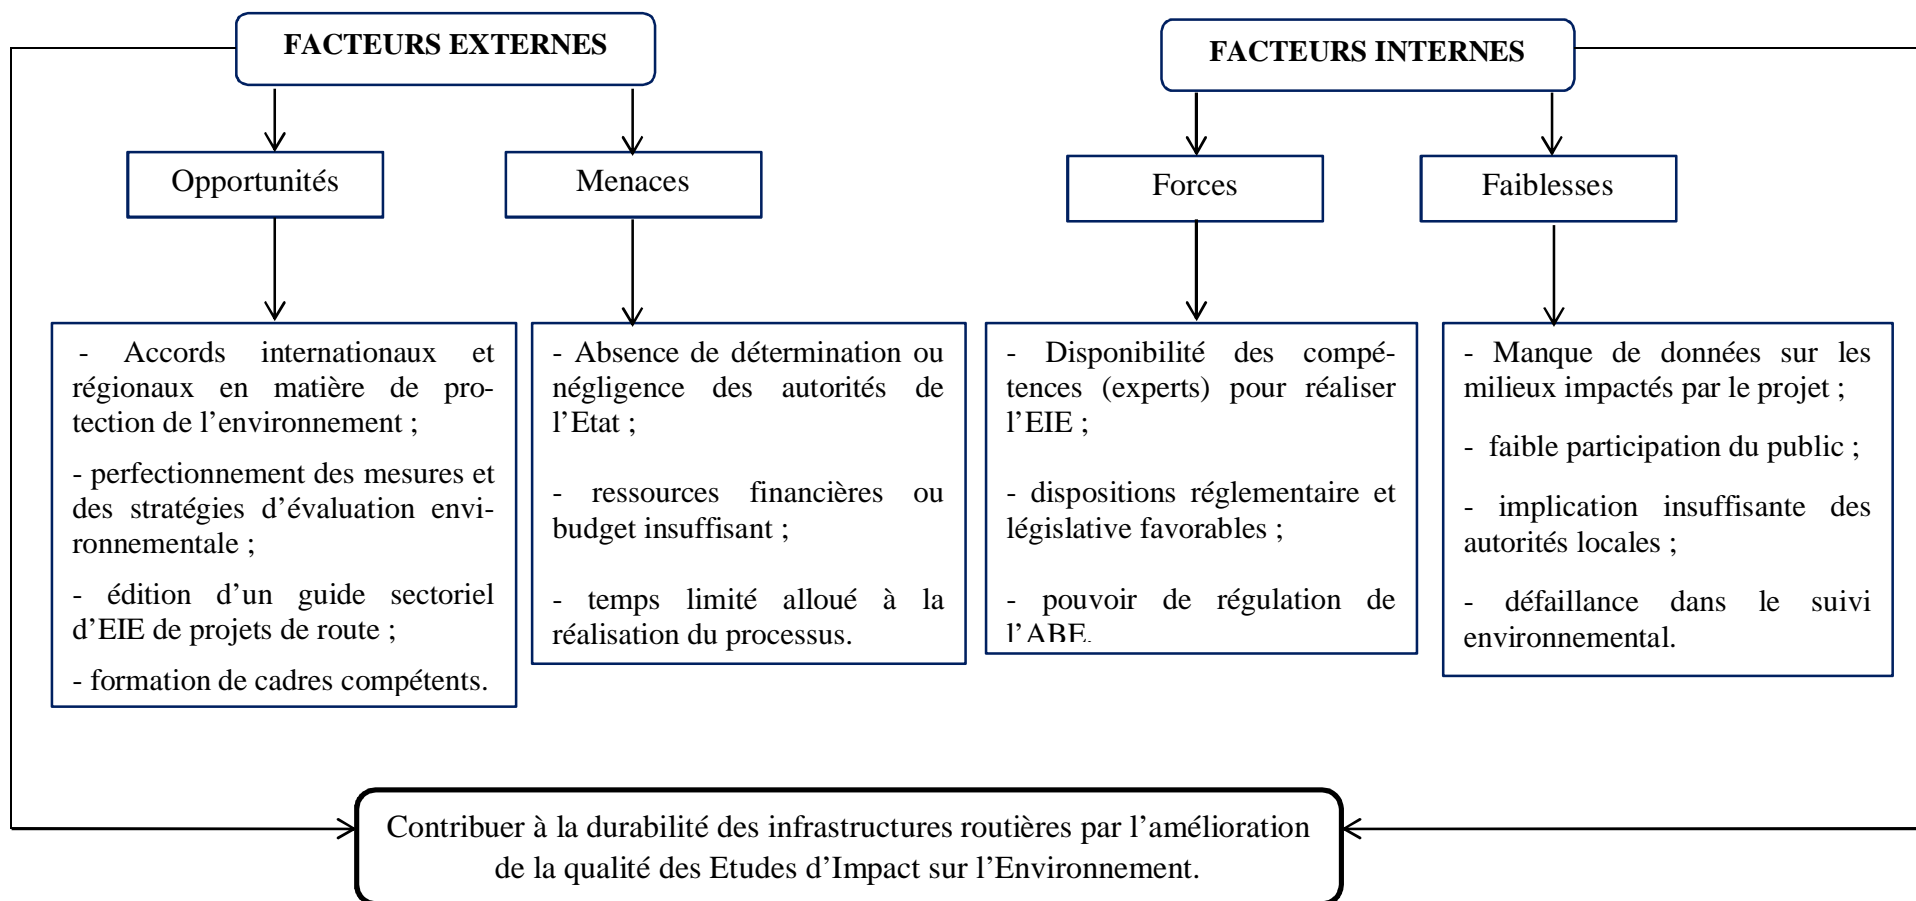 FACTEURS EXTERNES
FACTEURS INTERNES
Opportunités
Menaces
Forces
Faiblesses
- Accords internationaux et
régionaux en matière de pro-
tection de l’environnement ;
- perfectionnement des mesures et
des stratégies d’évaluation envi-
ronnementale ;
- édition d’un guide sectoriel
d’EIE de projets de route ;
- formation de cadres compétents.
- Absence de détermination ou
négligence des autorités de
l’Etat ;
- ressources financières ou
budget insuffisant ;
- temps limité alloué à la
réalisation du processus.
- Disponibilité des compé-
tences (experts) pour réaliser
l’EIE ;
- dispositions réglementaire et
législative favorables ;
- pouvoir de régulation de
l’ABE.
- Manque de données sur les
milieux impactés par le projet ;
- faible participation du public ;
- implication insuffisante des
autorités locales ;
- défaillance dans le suivi
environnemental.
Contribuer à la durabilité des infrastructures routières par l’amélioration
de la qualité des Etudes d’Impact sur l’Environnement.